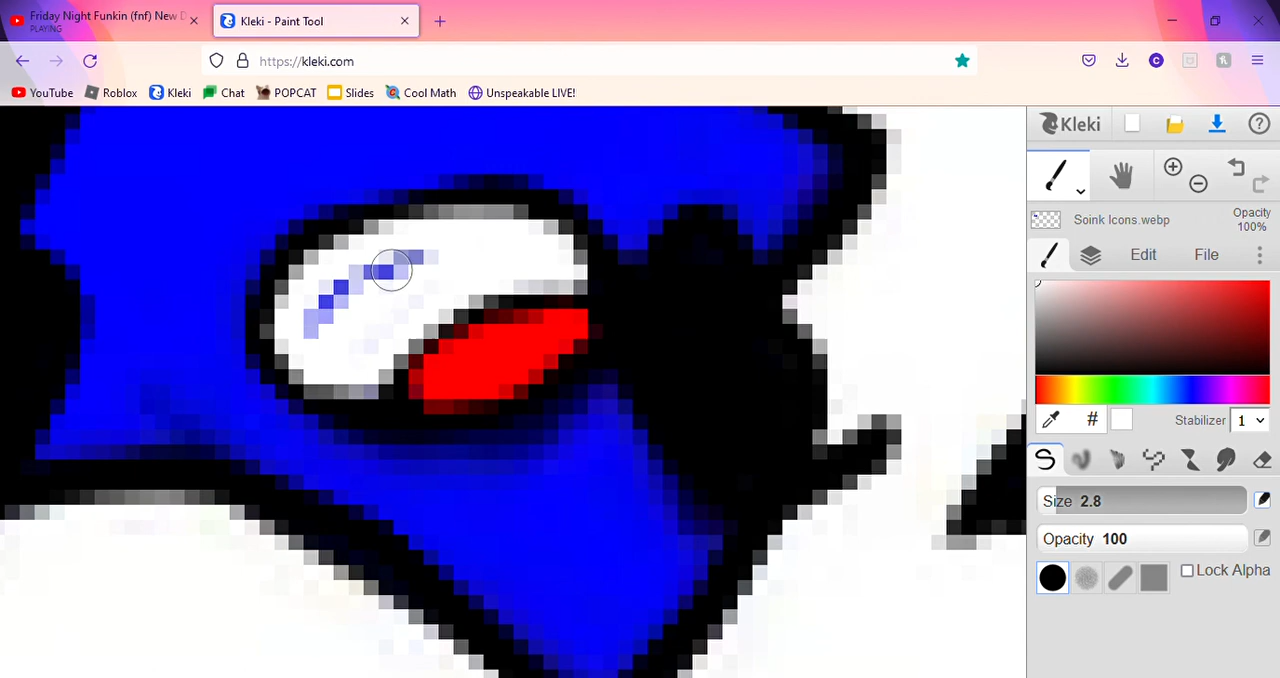 Friday Night Funkin (fnf) New D
PLAYING
Kleki - Paint Tool
https://kleki.com
YouTube Roblox Kleki Chat POPCAT Slides Cool Math Unspeakable LIVE!
Kleki
Soink Icons.webp
Opacity
100%
Edit File
# Stabilizer 1
Size 2.8
Opacity 100
Lock Alpha